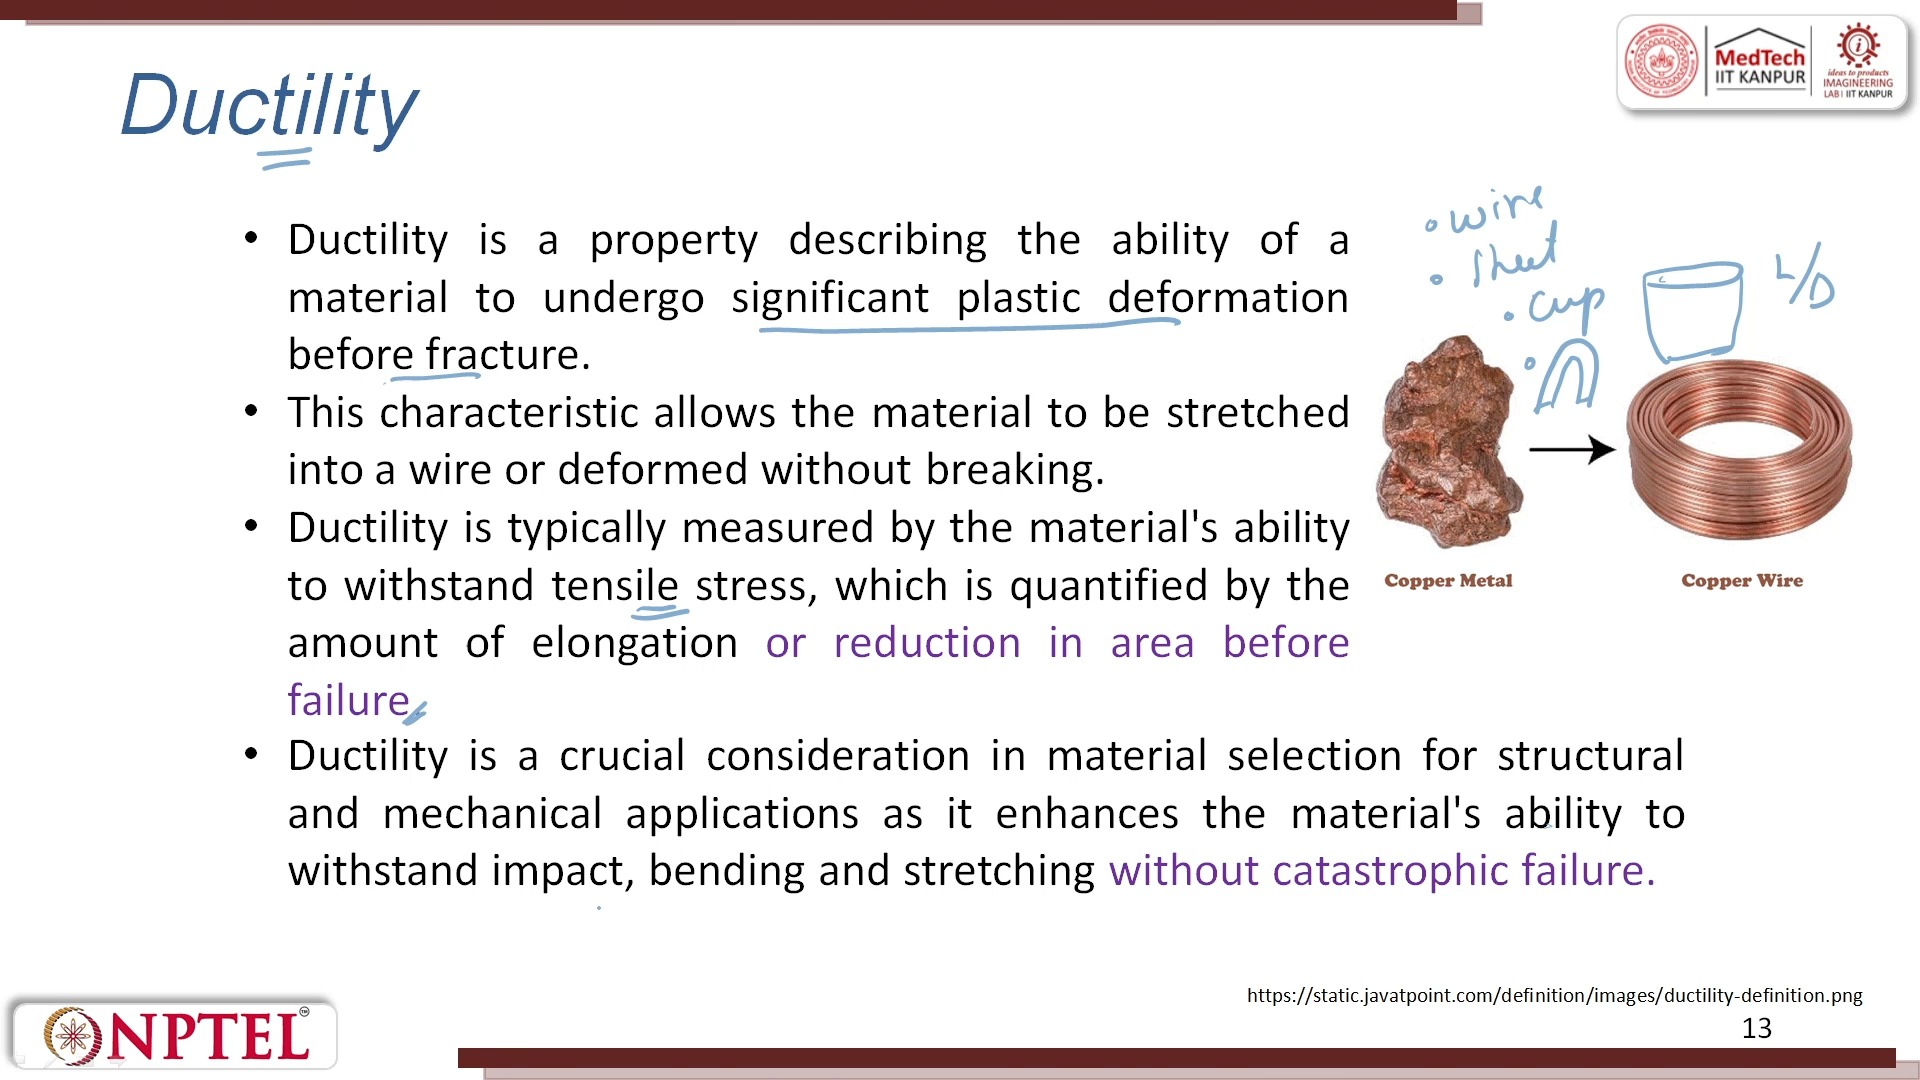 Ductility
MedTech
IIT KANPUR
ideas to products
IMAGINEERING
LAB | IIT KANPUR
• Ductility is a property describing the ability of a
material to undergo significant plastic deformation
before fracture.
• This characteristic allows the material to be stretched
into a wire or deformed without breaking.
• Ductility is typically measured by the material's ability
to withstand tensile stress, which is quantified by the
amount of elongation or reduction in area before
failure.
• Ductility is a crucial consideration in material selection for structural
and mechanical applications as it enhances the material's ability to
withstand impact, bending and stretching without catastrophic failure.
• wire
• sheet
• cup
L/D
Copper Metal
Copper Wire
https://static.javatpoint.com/definition/images/ductility-definition.png
13
NPTEL™